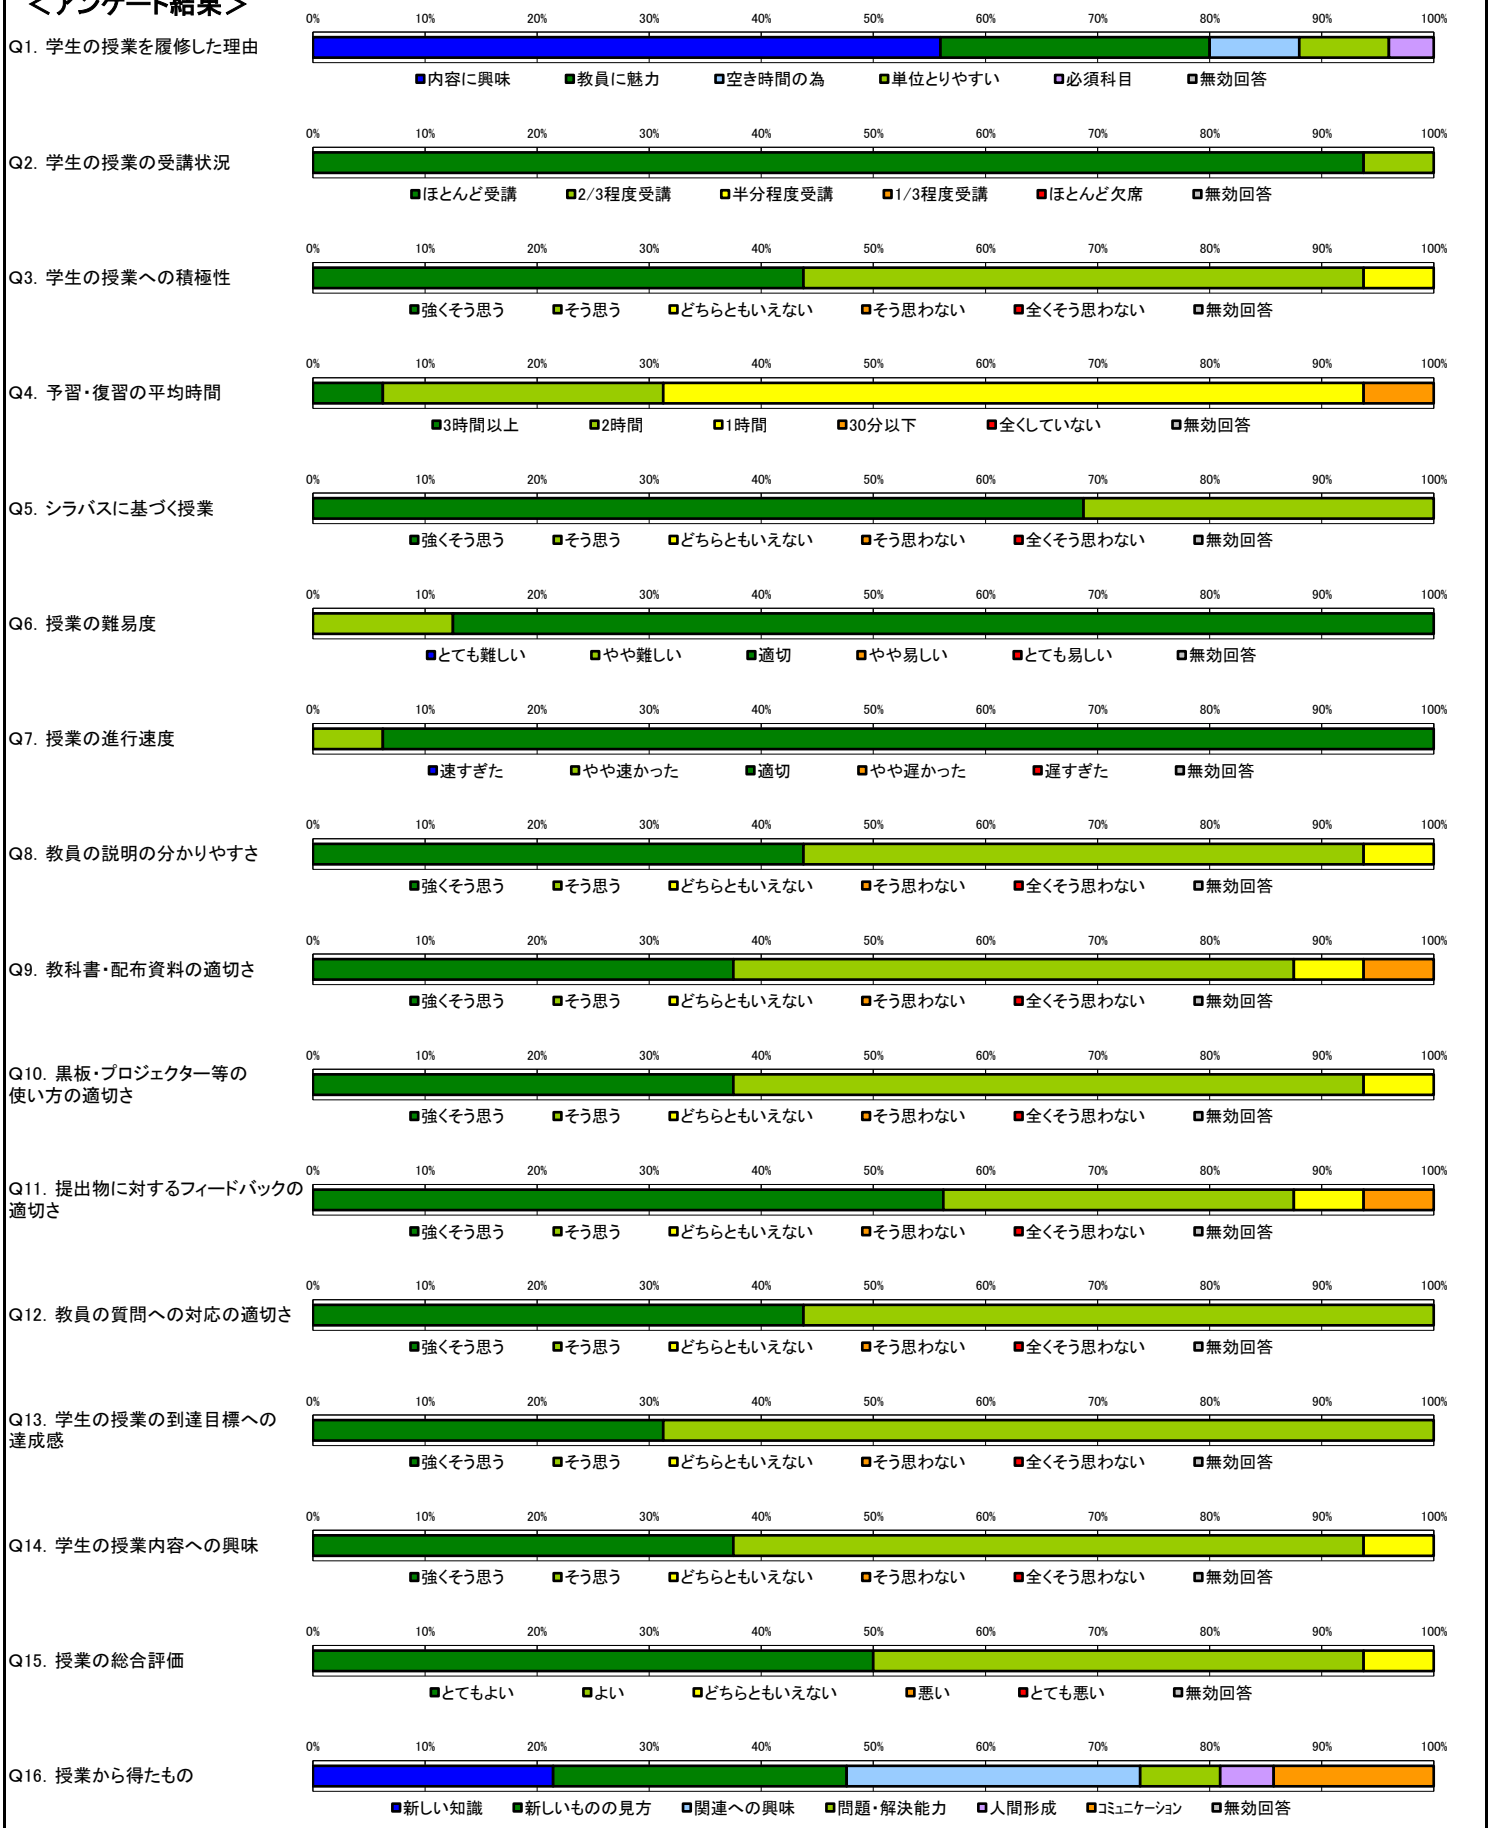 ＜アンケート結果＞
0% 10% 20% 30% 40% 50% 60% 70% 80% 90% 100%
Q1. 学生の授業を履修した理由
内容に興味 教員に魅力 空き時間の為 単位とりやすい 必須科目 無効回答
0% 10% 20% 30% 40% 50% 60% 70% 80% 90% 100%
Q2. 学生の授業の受講状況
ほとんど受講 2/3程度受講 半分程度受講 1/3程度受講 ほとんど欠席 無効回答
0% 10% 20% 30% 40% 50% 60% 70% 80% 90% 100%
Q3. 学生の授業への積極性
強くそう思う そう思う どちらともいえない そう思わない 全くそう思わない 無効回答
0% 10% 20% 30% 40% 50% 60% 70% 80% 90% 100%
Q4. 予習・復習の平均時間
3時間以上 2時間 1時間 30分以下 全くしていない 無効回答
0% 10% 20% 30% 40% 50% 60% 70% 80% 90% 100%
Q5. シラバスに基づく授業
強くそう思う そう思う どちらともいえない そう思わない 全くそう思わない 無効回答
0% 10% 20% 30% 40% 50% 60% 70% 80% 90% 100%
Q6. 授業の難易度
とても難しい やや難しい 適切 やや易しい とても易しい 無効回答
0% 10% 20% 30% 40% 50% 60% 70% 80% 90% 100%
Q7. 授業の進行速度
速すぎた やや速かった 適切 やや遅かった 遅すぎた 無効回答
0% 10% 20% 30% 40% 50% 60% 70% 80% 90% 100%
Q8. 教員の説明の分かりやすさ
強くそう思う そう思う どちらともいえない そう思わない 全くそう思わない 無効回答
0% 10% 20% 30% 40% 50% 60% 70% 80% 90% 100%
Q9. 教科書・配布資料の適切さ
強くそう思う そう思う どちらともいえない そう思わない 全くそう思わない 無効回答
0% 10% 20% 30% 40% 50% 60% 70% 80% 90% 100%
Q10. 黒板・プロジェクター等の
使い方の適切さ
強くそう思う そう思う どちらともいえない そう思わない 全くそう思わない 無効回答
0% 10% 20% 30% 40% 50% 60% 70% 80% 90% 100%
Q11. 提出物に対するフィードバックの
適切さ
強くそう思う そう思う どちらともいえない そう思わない 全くそう思わない 無効回答
0% 10% 20% 30% 40% 50% 60% 70% 80% 90% 100%
Q12. 教員の質問への対応の適切さ
強くそう思う そう思う どちらともいえない そう思わない 全くそう思わない 無効回答
0% 10% 20% 30% 40% 50% 60% 70% 80% 90% 100%
Q13. 学生の授業の到達目標への
達成感
強くそう思う そう思う どちらともいえない そう思わない 全くそう思わない 無効回答
0% 10% 20% 30% 40% 50% 60% 70% 80% 90% 100%
Q14. 学生の授業内容への興味
強くそう思う そう思う どちらともいえない そう思わない 全くそう思わない 無効回答
0% 10% 20% 30% 40% 50% 60% 70% 80% 90% 100%
Q15. 授業の総合評価
とてもよい よい どちらともいえない 悪い とても悪い 無効回答
0% 10% 20% 30% 40% 50% 60% 70% 80% 90% 100%
Q16. 授業から得たもの
新しい知識 新しいものの見方 関連への興味 問題・解決能力 人間形成 ｺﾐｭﾆｹｰｼｮﾝ 無効回答